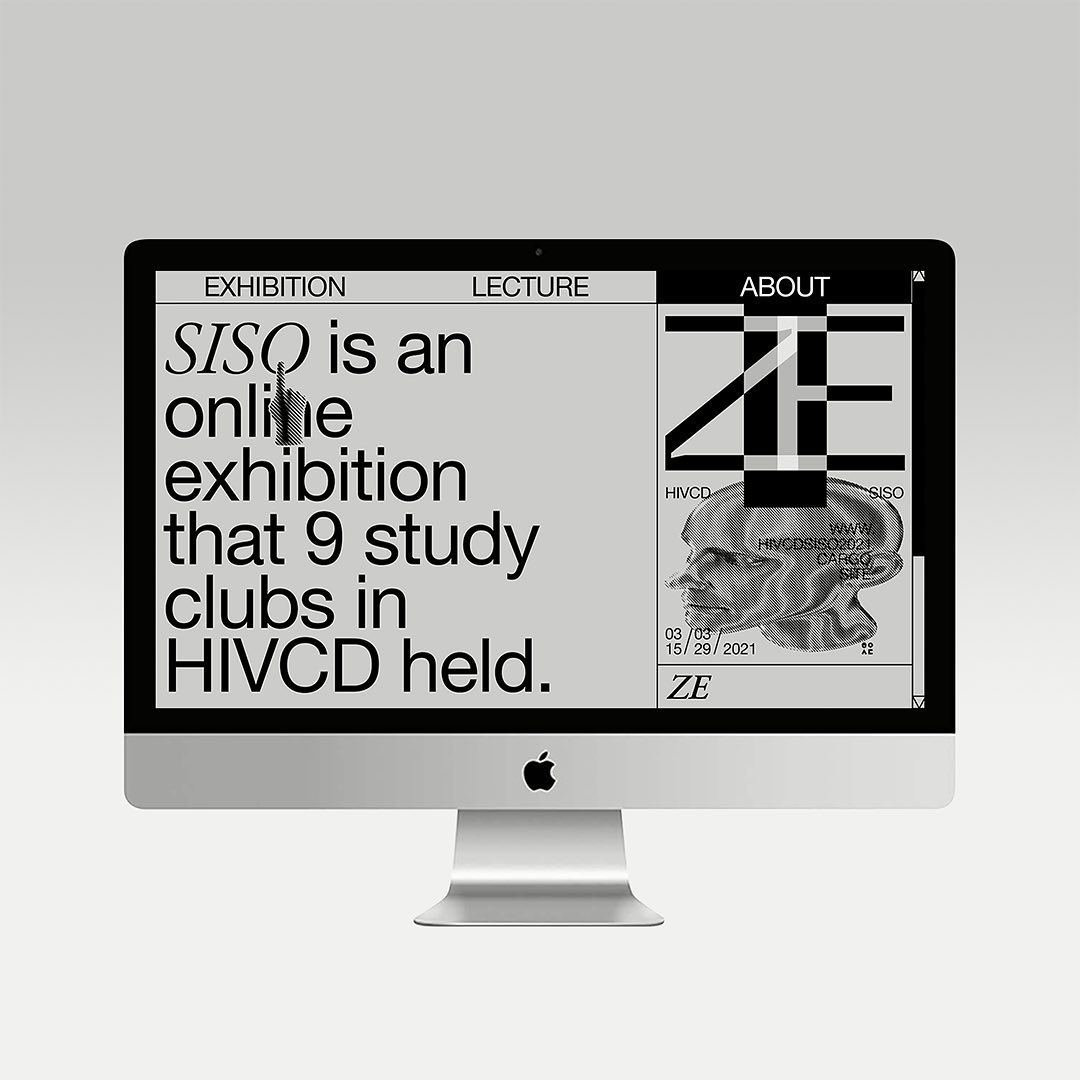 EXHIBITION
LECTURE
ABOUT
SISO is an
online
exhibition
that 9 study
clubs in
HIVCD held.
ZE
HIVCD
SISO
WWW.
HIVCDSISO2021.
CARGO.
SITE
03/03
15/29/2021
ZE